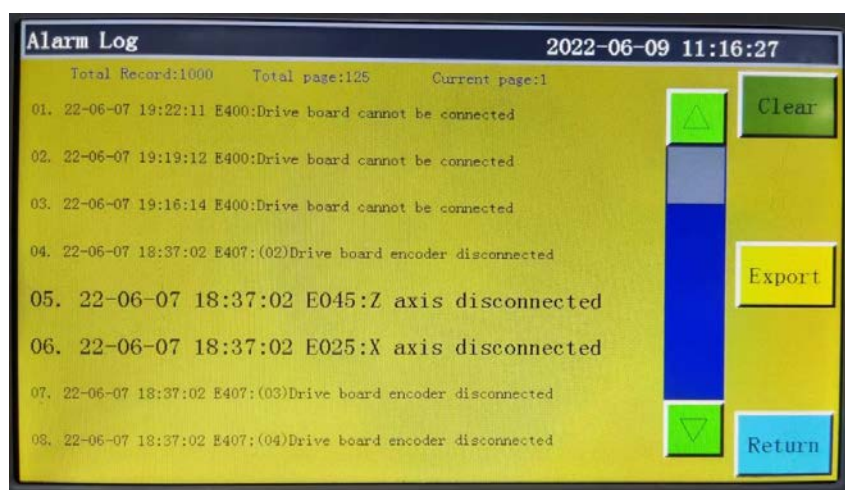 Alarm Log 2022-06-09 11:16:27
Total Record:1000 Total page:125 Current page:1
01. 22-06-07 19:22:11 E400:Drive board cannot be connected
Clear
02. 22-06-07 19:19:12 E400:Drive board cannot be connected
03. 22-06-07 19:16:14 E400:Drive board cannot be connected
04. 22-06-07 18:37:02 E407:(02)Drive board encoder disconnected
Export
05. 22-06-07 18:37:02 E045:Z axis disconnected
06. 22-06-07 18:37:02 E025:X axis disconnected
07. 22-06-07 18:37:02 E407:(03)Drive board encoder disconnected
08. 22-06-07 18:37:02 E407:(04)Drive board encoder disconnected
Return